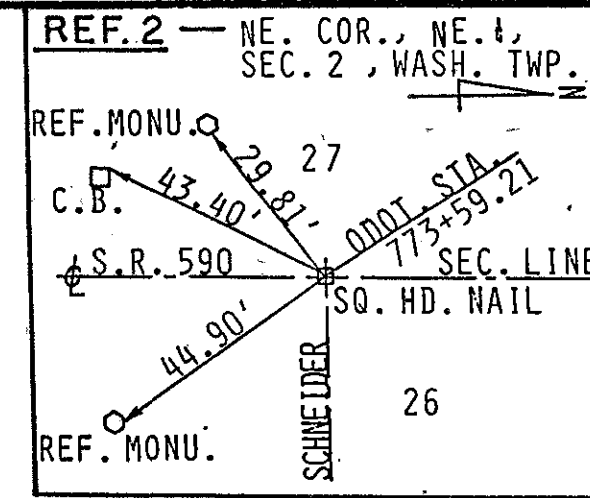 REF. 2 — NE. COR., NE.¼,
SEC. 2, WASH. TWP.
N
REF. MONU.
29.81'
27
43.40'
C.B.
ODOT. STA.
773+59.21
℄ S.R. 590
SEC. LINE
SQ. HD. NAIL
44.90'
SCHNEIDER
26
REF. MONU.